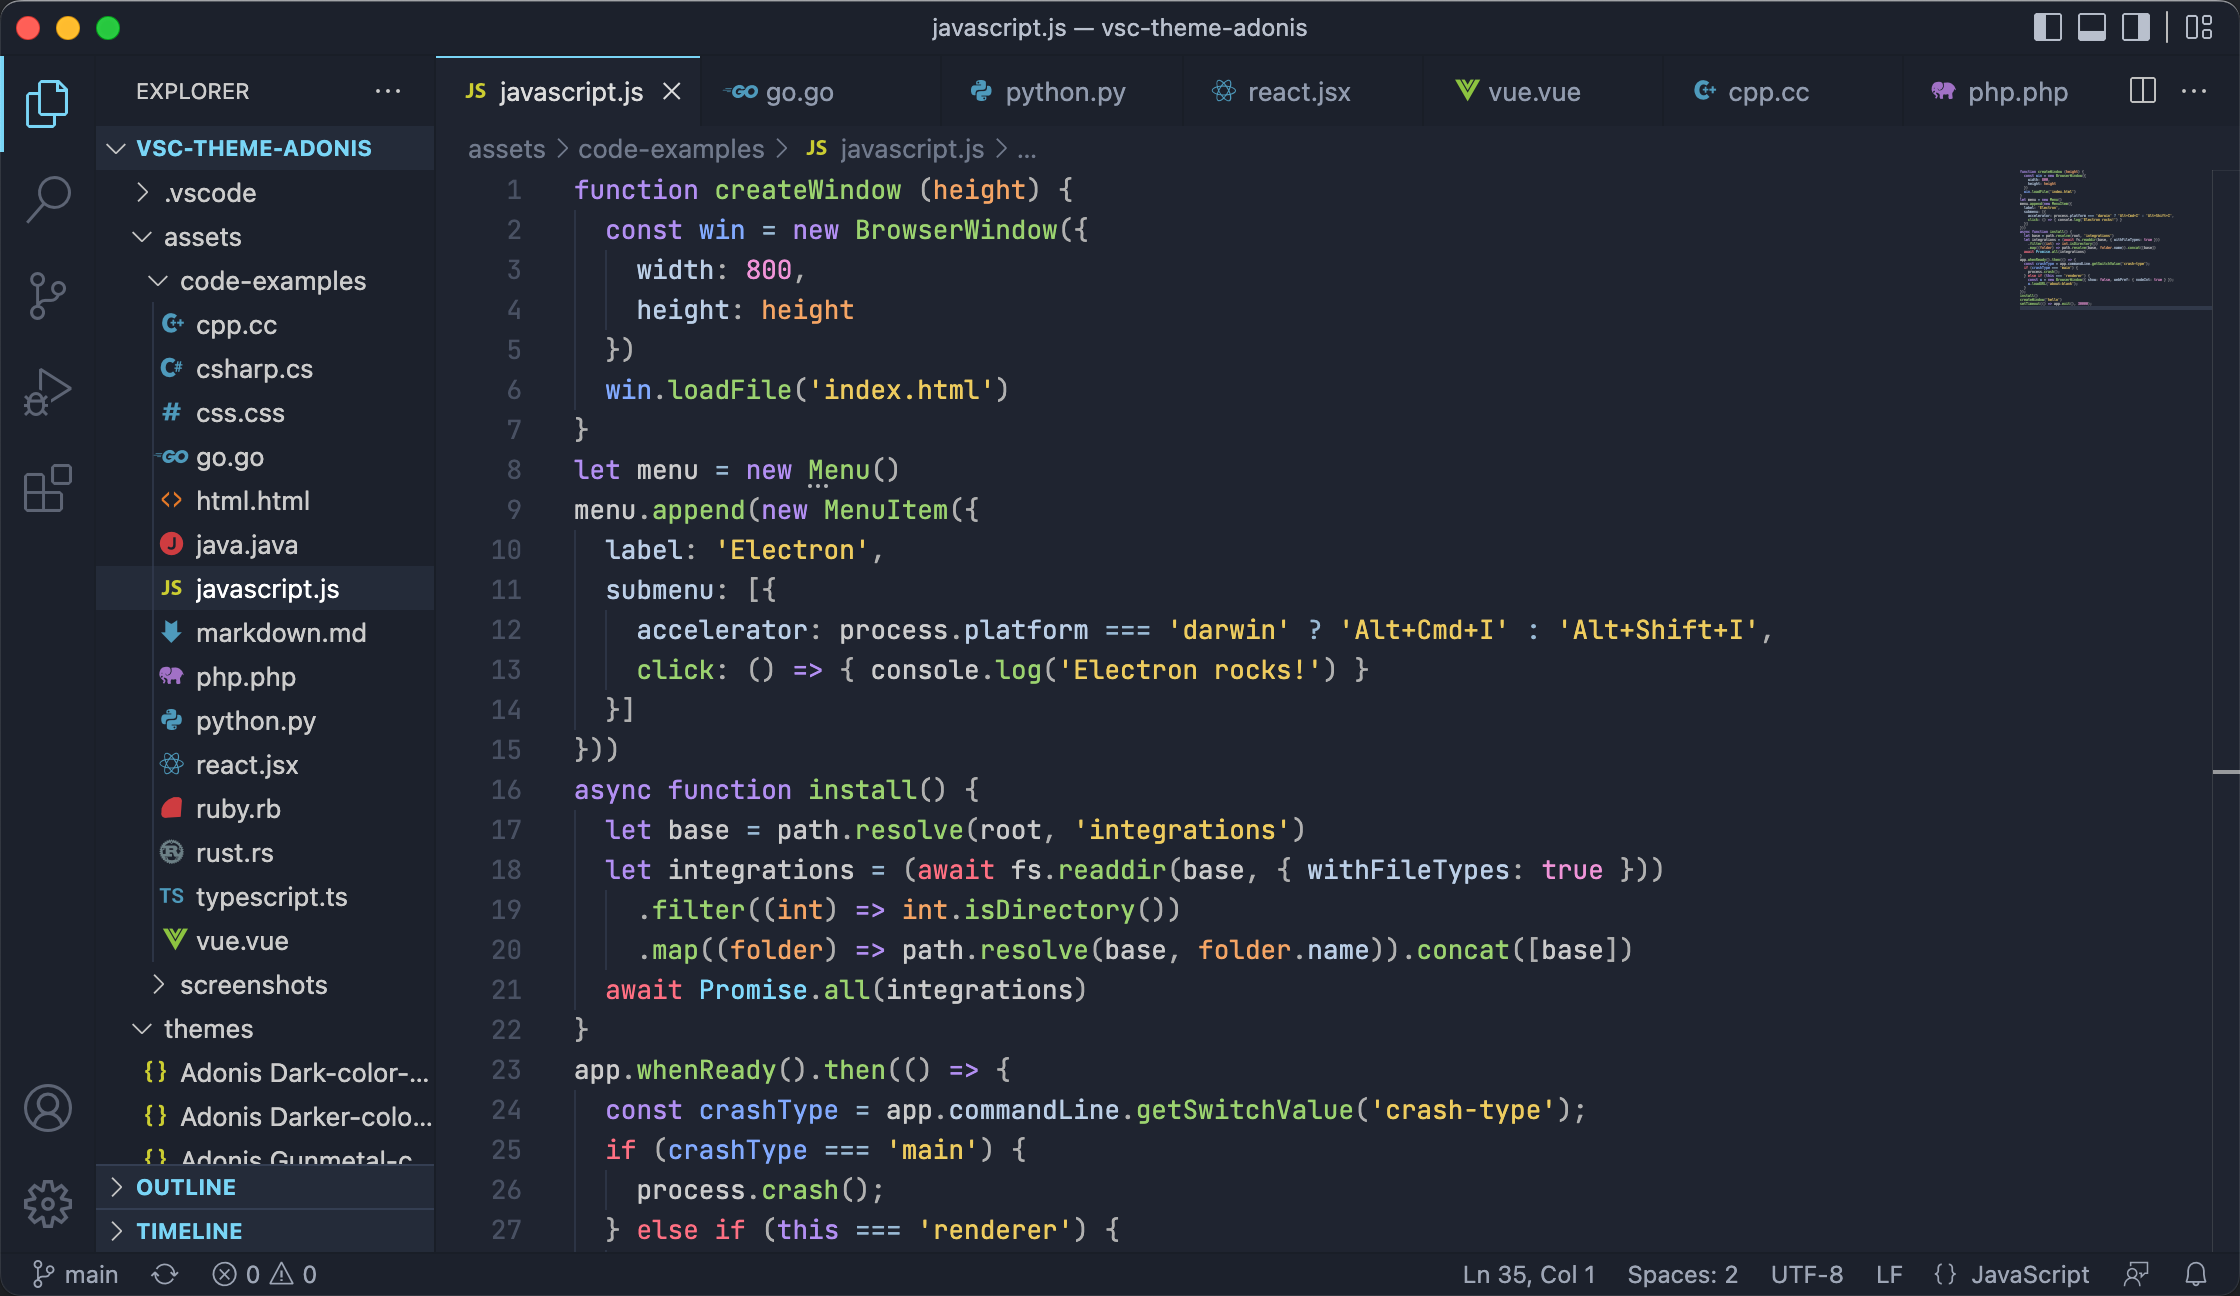 javascript.js — vsc-theme-adonis
EXPLORER
VSC-THEME-ADONIS
.vscode
assets
code-examples
cpp.cc
csharp.cs
css.css
go.go
html.html
java.java
javascript.js
markdown.md
php.php
python.py
react.jsx
ruby.rb
rust.rs
typescript.ts
vue.vue
screenshots
themes
Adonis Dark-color-...
Adonis Darker-colo...
Adonis Gunmetal-c
OUTLINE
TIMELINE
JS javascript.js
go.go
python.py
react.jsx
vue.vue
cpp.cc
php.php
assets > code-examples > JS javascript.js > ...
1 function createWindow (height) {
2 const win = new BrowserWindow({
3 width: 800,
4 height: height
5 })
6 win.loadFile('index.html')
7 }
8 let menu = new Menu()
9 menu.append(new MenuItem({
10 label: 'Electron',
11 submenu: [{
12 accelerator: process.platform === 'darwin' ? 'Alt+Cmd+I' : 'Alt+Shift+I',
13 click: () => { console.log('Electron rocks!') }
14 }]
15 }))
16 async function install() {
17 let base = path.resolve(root, 'integrations')
18 let integrations = (await fs.readdir(base, { withFileTypes: true }))
19 .filter((int) => int.isDirectory())
20 .map((folder) => path.resolve(base, folder.name)).concat([base])
21 await Promise.all(integrations)
22 }
23 app.whenReady().then(() => {
24 const crashType = app.commandLine.getSwitchValue('crash-type');
25 if (crashType === 'main') {
26 process.crash();
27 } else if (this === 'renderer') {
main
0
0
Ln 35, Col 1
Spaces: 2
UTF-8
LF
{} JavaScript